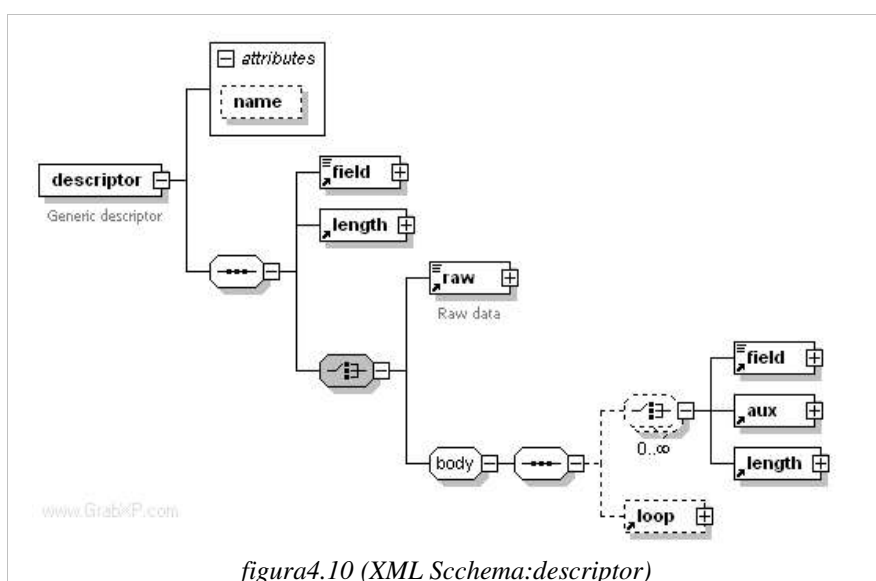 attributes
name
descriptor
Generic descriptor
field
length
raw
Raw data
field
aux
length
0..∞
body
loop
www.GrabXP.com
figura4.10 (XML Scchema:descriptor)